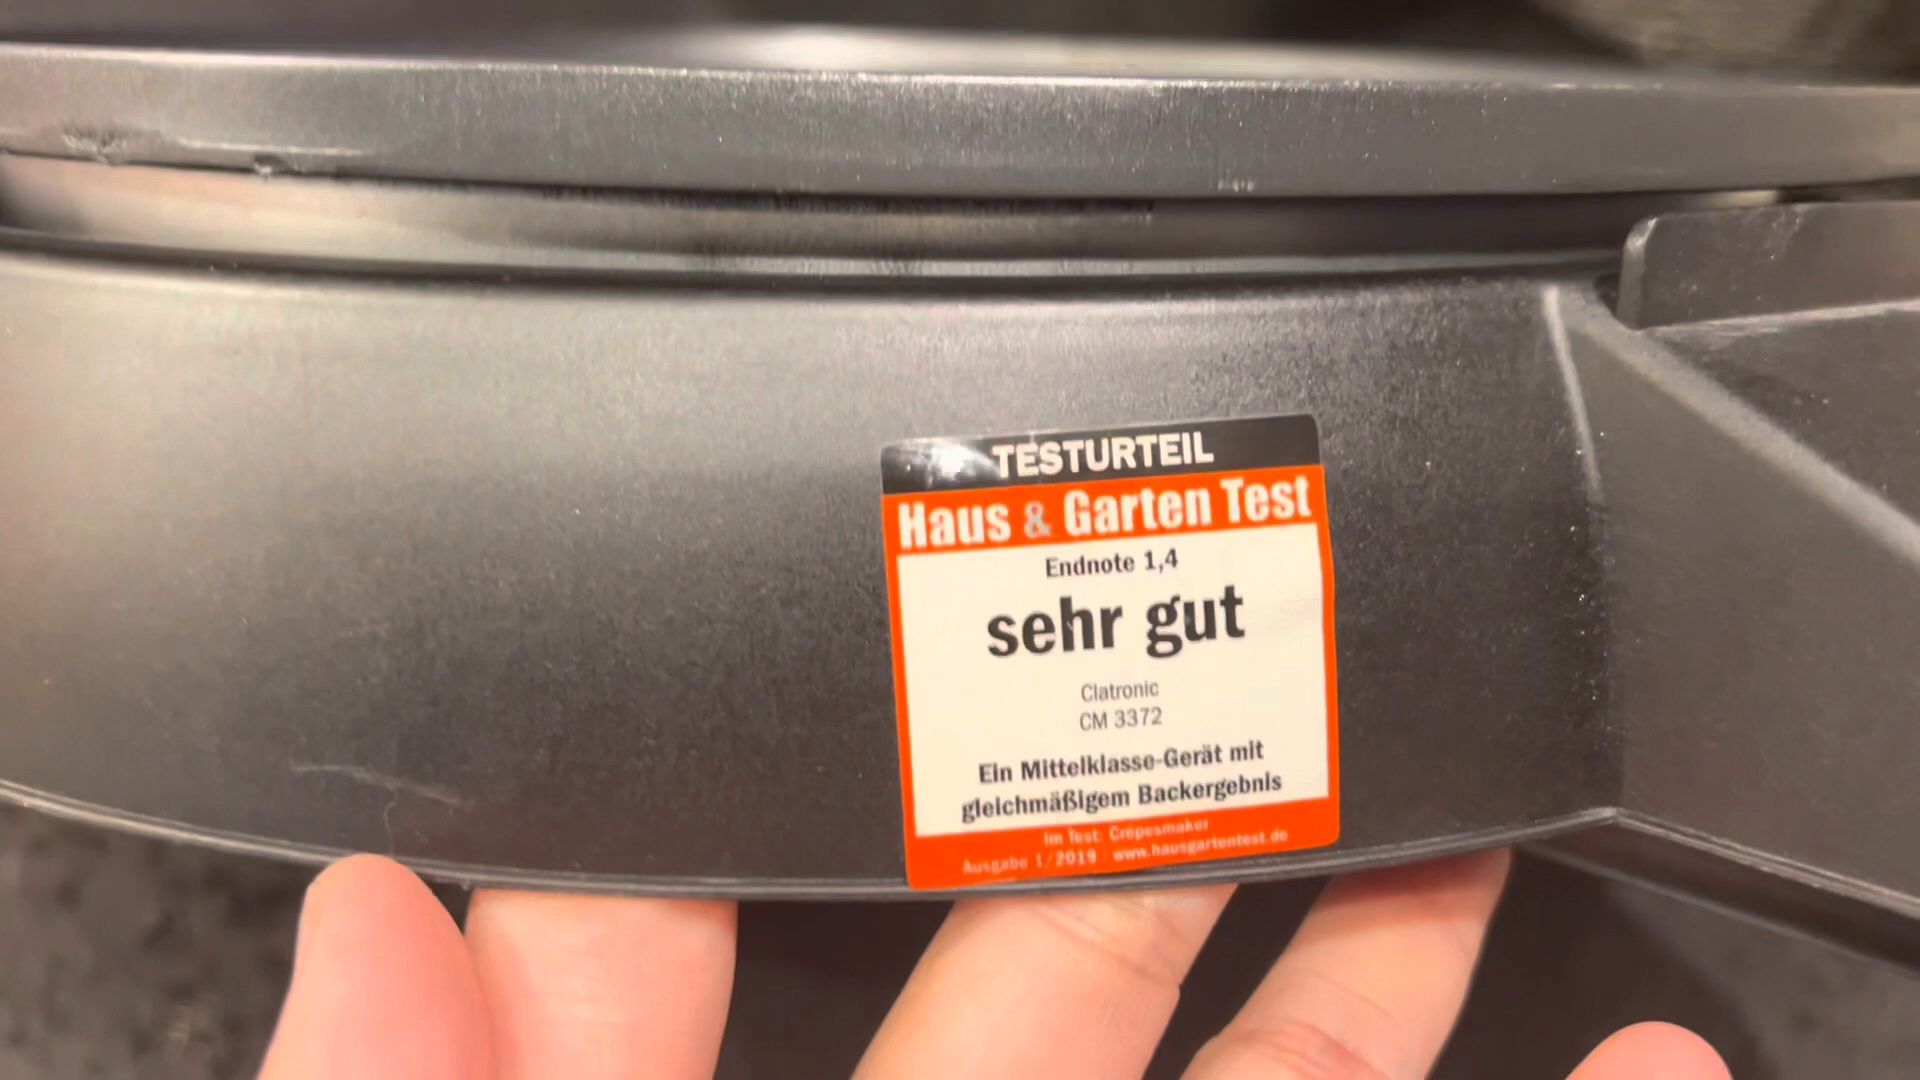 TESTURTEIL
Haus & Garten Test
Endnote 1,4
sehr gut
Clatronic
CM 3372
Ein Mittelklasse-Gerät mit
gleichmäßigem Backergebnis
Im Test: Crêpesmaker
Ausgabe 1/2019 · www.hausgartentest.de